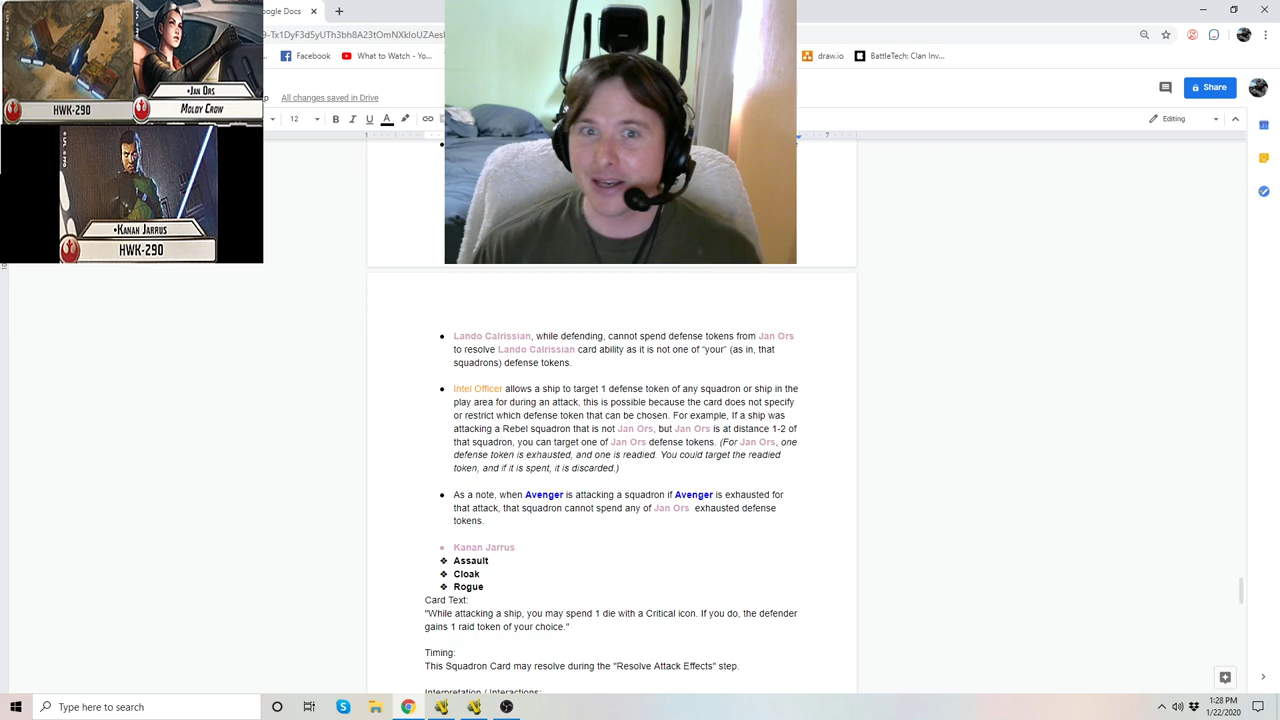 oogle Docs
9-Tx1DyF3d5yUTh3bh8A23tOmNXkIoUZAesl
Facebook
What to Watch - Yo...
draw.io
BattleTech: Clan Inv...
HWK-290
•Jan Ors
Moldy Crow
•Kanan Jarrus
HWK-290
All changes saved in Drive
Share
12
B I U A
Editing
1
7
Lando Calrissian, while defending, cannot spend defense tokens from Jan Ors
to resolve Lando Calrissian card ability as it is not one of “your” (as in, that
squadrons) defense tokens.
Intel Officer allows a ship to target 1 defense token of any squadron or ship in the
play area for during an attack, this is possible because the card does not specify
or restrict which defense token that can be chosen. For example, If a ship was
attacking a Rebel squadron that is not Jan Ors, but Jan Ors is at distance 1-2 of
that squadron, you can target one of Jan Ors defense tokens. (For Jan Ors, one
defense token is exhausted, and one is readied. You could target the readied
token, and if it is spent, it is discarded.)
As a note, when Avenger is attacking a squadron if Avenger is exhausted for
that attack, that squadron cannot spend any of Jan Ors exhausted defense
tokens.
Kanan Jarrus
Assault
Cloak
Rogue
Card Text:
"While attacking a ship, you may spend 1 die with a Critical icon. If you do, the defender
gains 1 raid token of your choice."
Timing:
This Squadron Card may resolve during the "Resolve Attack Effects" step.
Interpretation / Interactions:
Type here to search
1:28 PM
1/22/2020